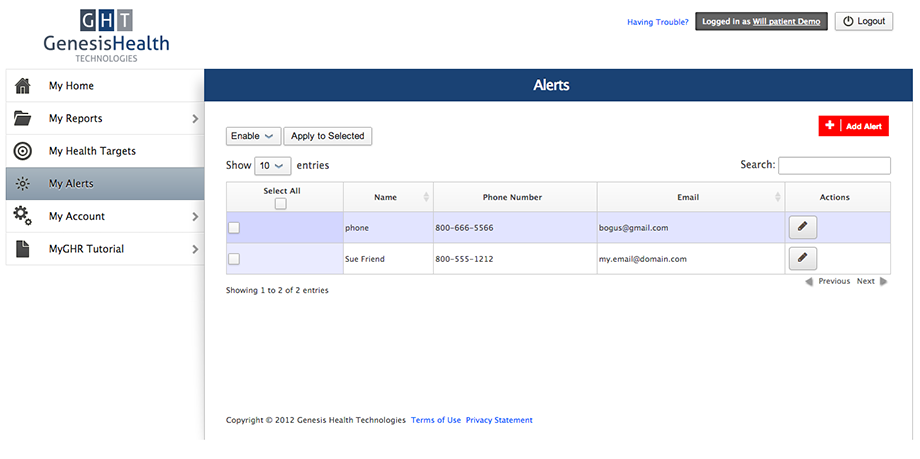 GHT
GenesisHealth
TECHNOLOGIES
Having Trouble?
Logged in as Will patient Demo
Logout
My Home
My Reports
My Health Targets
My Alerts
My Account
MyGHR Tutorial
Alerts
Add Alert
Enable
Apply to Selected
Show 10 entries
Search:
Select All
Name
Phone Number
Email
Actions
phone 800-666-5566 bogus@gmail.com
Sue Friend 800-555-1212 my.email@domain.com
Previous Next
Showing 1 to 2 of 2 entries
Copyright © 2012 Genesis Health Technologies Terms of Use Privacy Statement